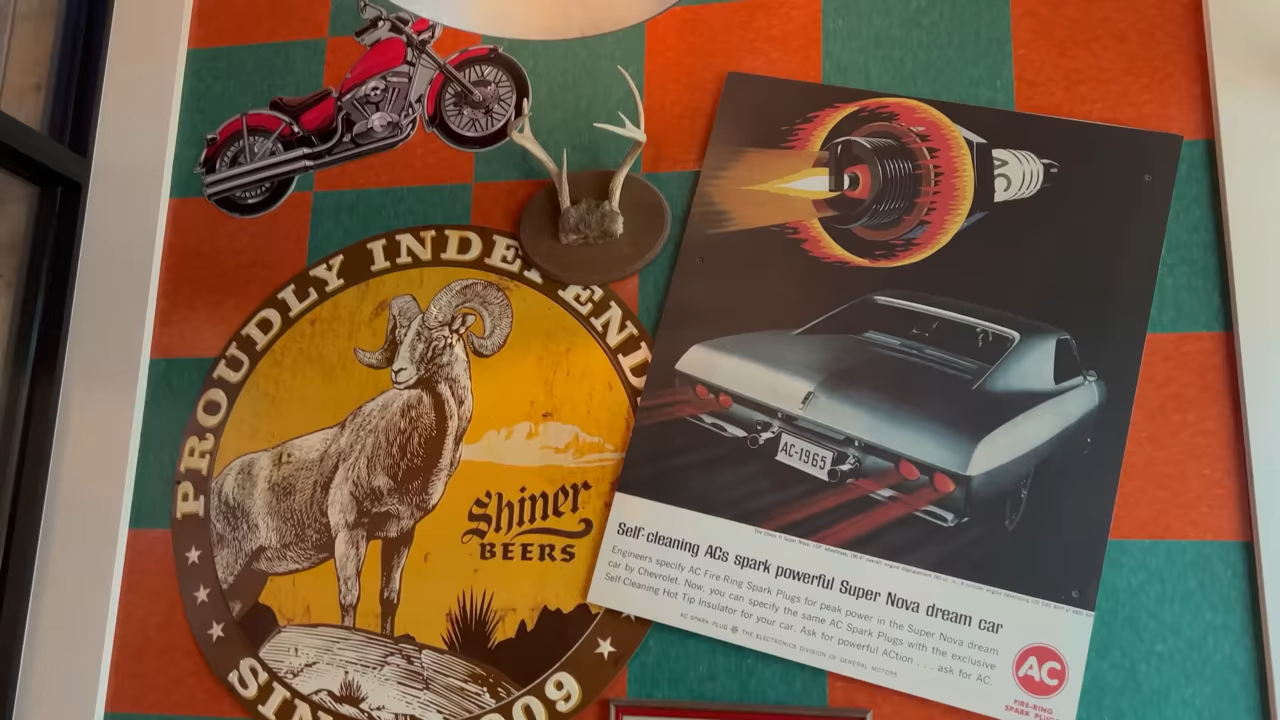 PROUDLY INDEPEND
Shiner
BEERS
AC
AC-1965
Self-cleaning ACs spark powerful Super Nova dream car
Engineers specify AC Fire-Ring Spark Plugs for peak power in the Super Nova dream
car by Chevrolet. Now, you can specify the same AC Spark Plugs with the exclusive
Self Cleaning Hot Tip Insulator for your car. Ask for powerful ACtion . . . ask for AC.
AC SPARK PLUG THE ELECTRONICS DIVISION OF GENERAL MOTORS
AC
FIRE-RING
SPARK PLUGS